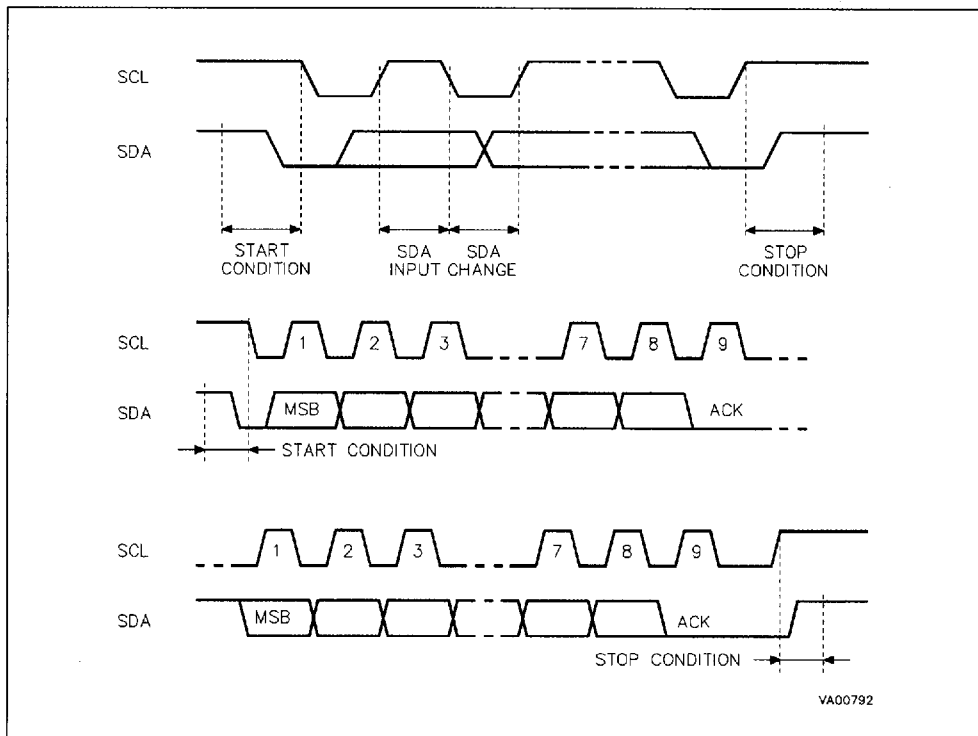 SCL
SDA
START
CONDITION
SDA SDA
INPUT CHANGE
STOP
CONDITION
SCL
1 2 3 7 8 9
SDA
MSB
ACK
START CONDITION
SCL
1 2 3 7 8 9
SDA
MSB
ACK
STOP CONDITION
VA00792